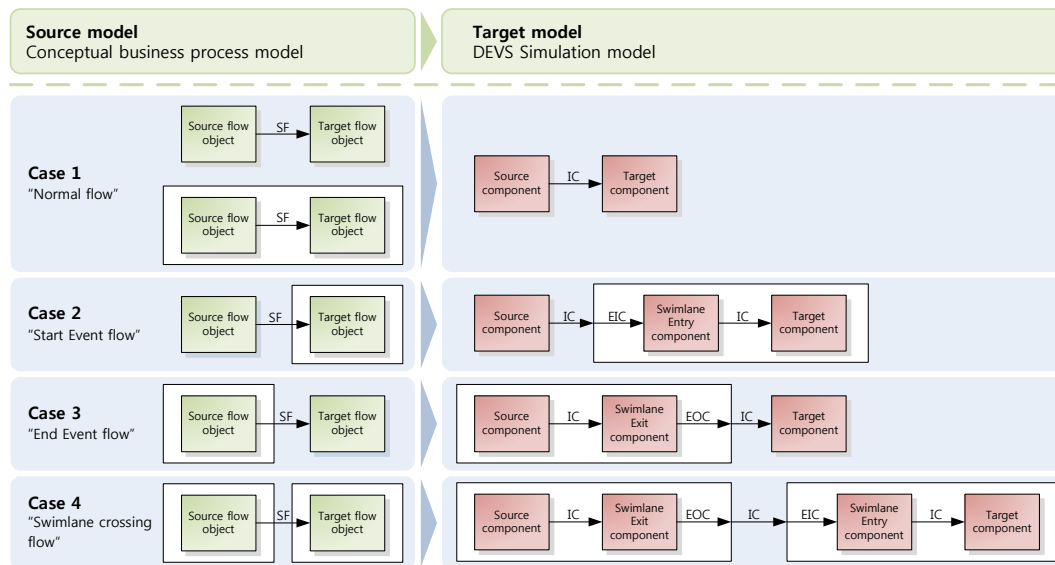 Source model
Conceptual business process model
Target model
DEVS Simulation model
Case 1
"Normal flow"
Source flow
object
SF
Target flow
object
Source flow
object
SF
Target flow
object
Source
component
IC
Target
component
Case 2
"Start Event flow"
Source flow
object
SF
Target flow
object
Source
component
IC
EIC
Swimlane
Entry
component
IC
Target
component
Case 3
"End Event flow"
Source flow
object
SF
Target flow
object
Source
component
IC
Swimlane
Exit
component
EOC
IC
Target
component
Case 4
"Swimlane crossing
flow"
Source flow
object
SF
Target flow
object
Source
component
IC
Swimlane
Exit
component
EOC
IC
EIC
Swimlane
Entry
component
IC
Target
component